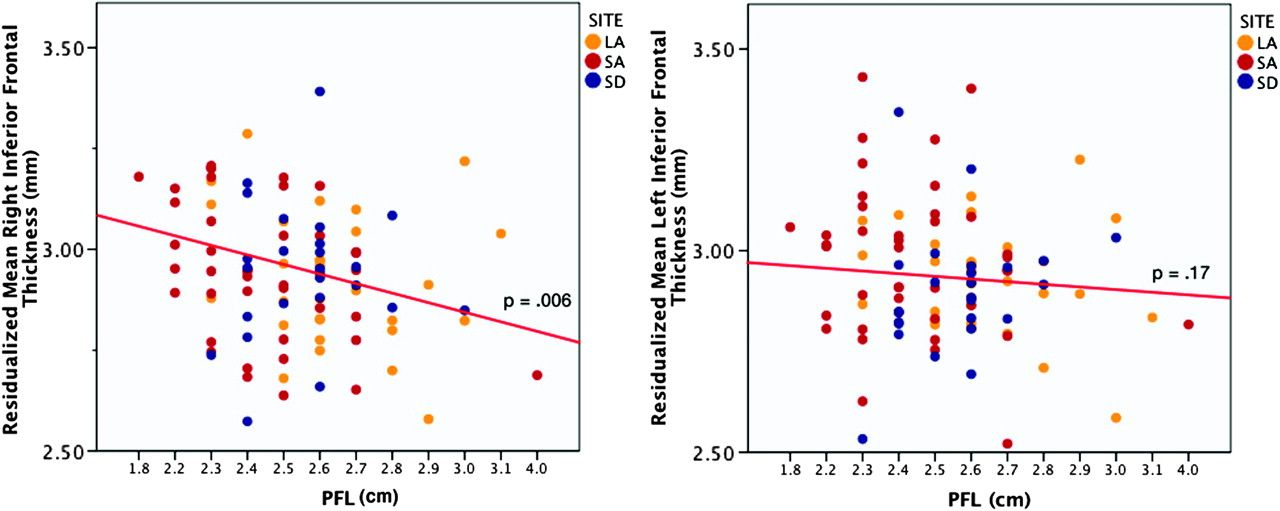 Residualized Mean Right Inferior Frontal
Thickness (mm)
3.50
3.00
2.50
p = .006
1.8 2.2 2.3 2.4 2.5 2.6 2.7 2.8 2.9 3.0 3.1 4.0
PFL (cm)
SITE
LA
SA
SD
Residualized Mean Left Inferior Frontal
Thickness (mm)
3.50
3.00
2.50
p = .17
1.8 2.2 2.3 2.4 2.5 2.6 2.7 2.8 2.9 3.0 3.1 4.0
PFL (cm)
SITE
LA
SA
SD